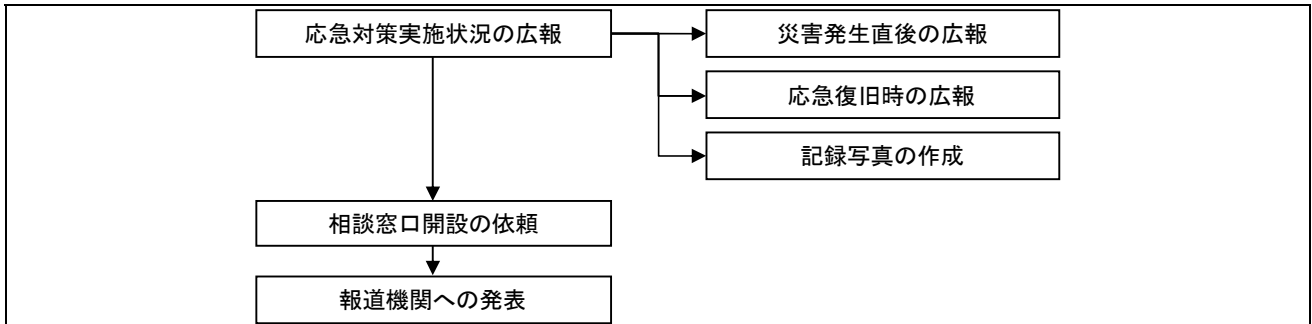 応急対策実施状況の広報
災害発生直後の広報
応急復旧時の広報
記録写真の作成
相談窓口開設の依頼
報道機関への発表